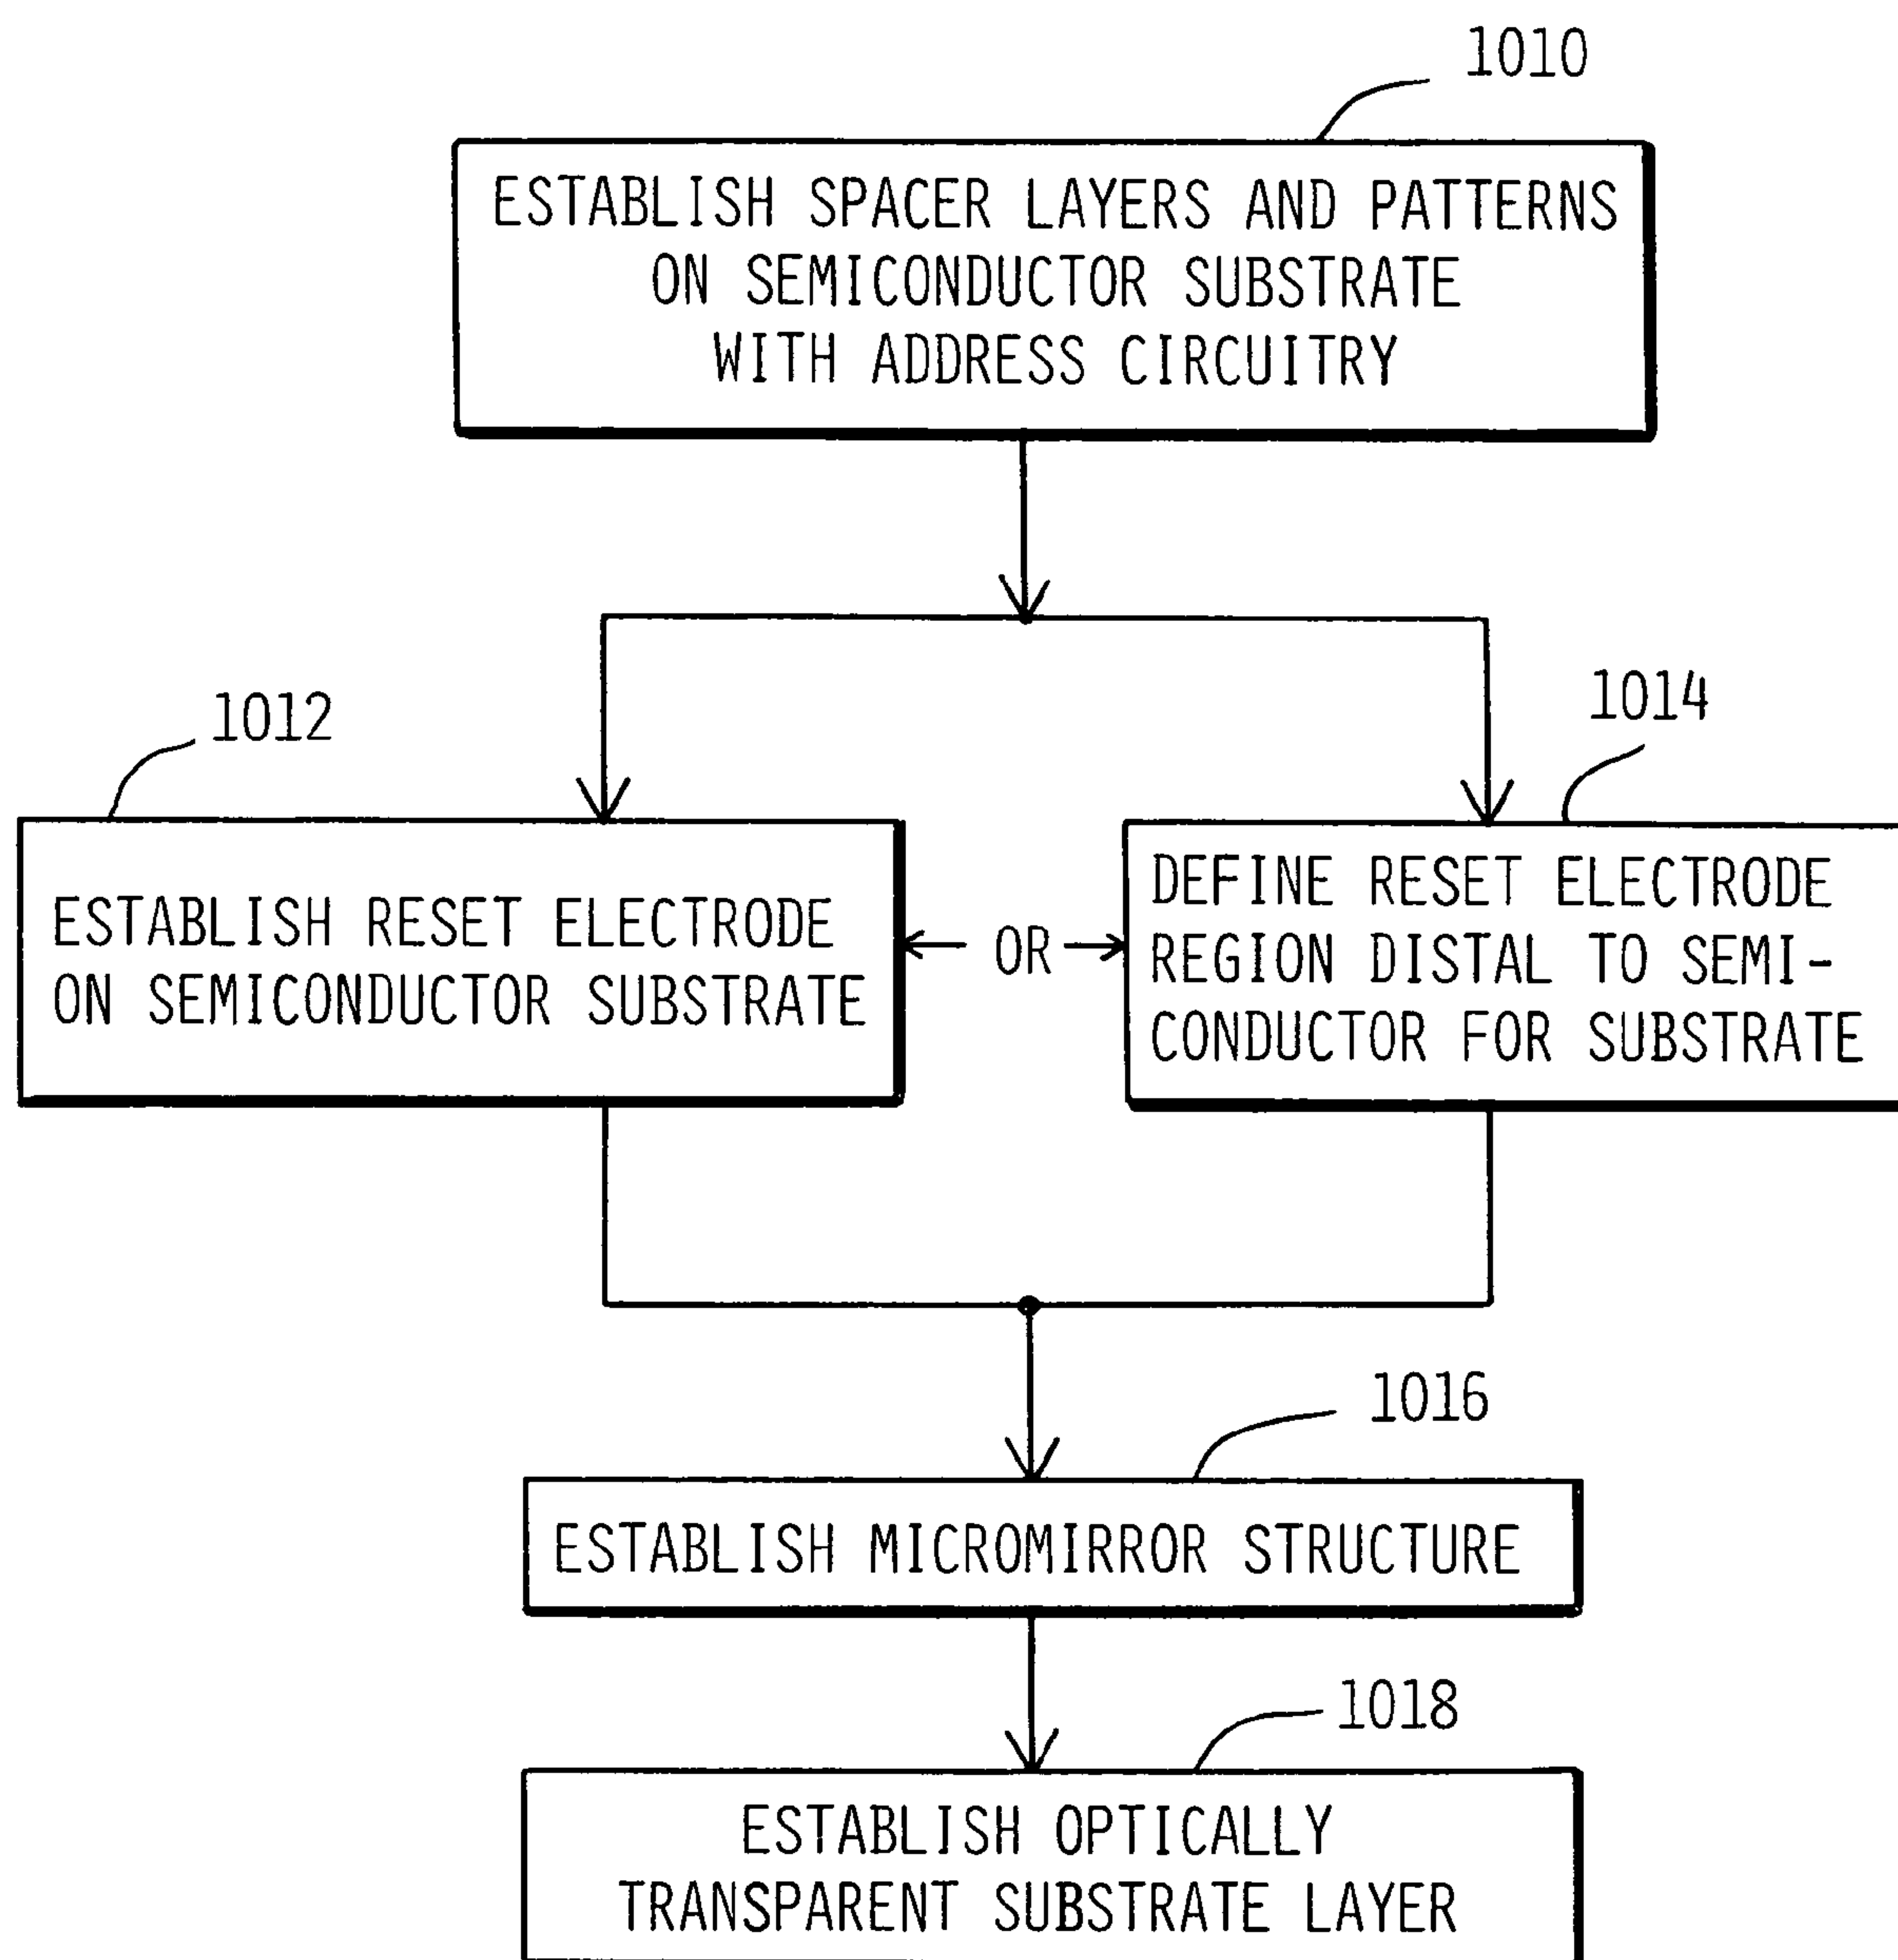 1010
ESTABLISH SPACER LAYERS AND PATTERNS
ON SEMICONDUCTOR SUBSTRATE
WITH ADDRESS CIRCUITRY
1012
ESTABLISH RESET ELECTRODE
ON SEMICONDUCTOR SUBSTRATE
OR
1014
DEFINE RESET ELECTRODE
REGION DISTAL TO SEMI-
CONDUCTOR FOR SUBSTRATE
1016
ESTABLISH MICROMIRROR STRUCTURE
1018
ESTABLISH OPTICALLY
TRANSPARENT SUBSTRATE LAYER